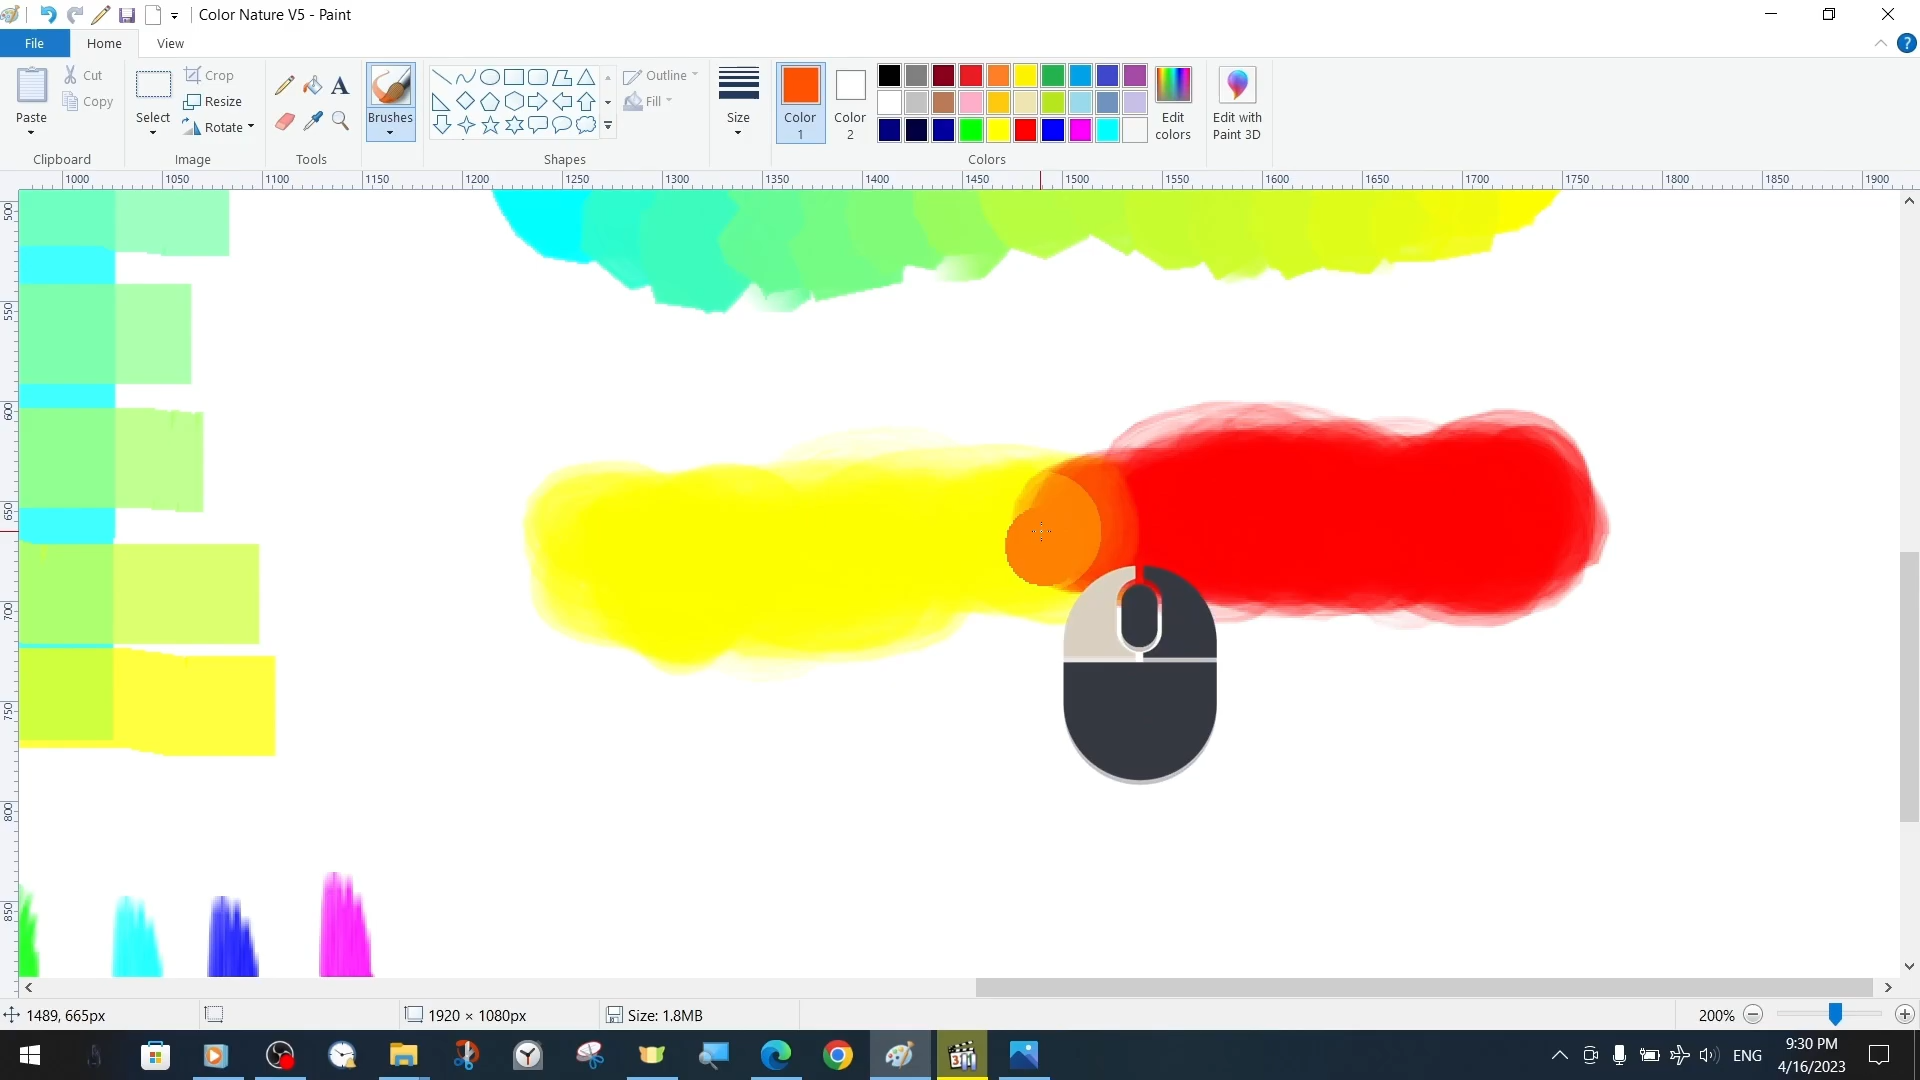 Color Nature V5 - Paint
File Home View
Paste
Cut
Copy
Clipboard
Select
Crop
Resize
Rotate
Image
A
Tools
Brushes
Outline
Fill
Shapes
Size
Color 1
Color 2
Edit colors
Colors
Edit with Paint 3D
1000 1050 1100 1150 1200 1250 1300 1350 1400 1450 1500 1550 1600 1650 1700 1750 1800 1850 1900
500
550
600
650
700
750
800
850
1489, 665px 1920 × 1080px Size: 1.8MB 200%
ENG
9:30 PM
4/16/2023